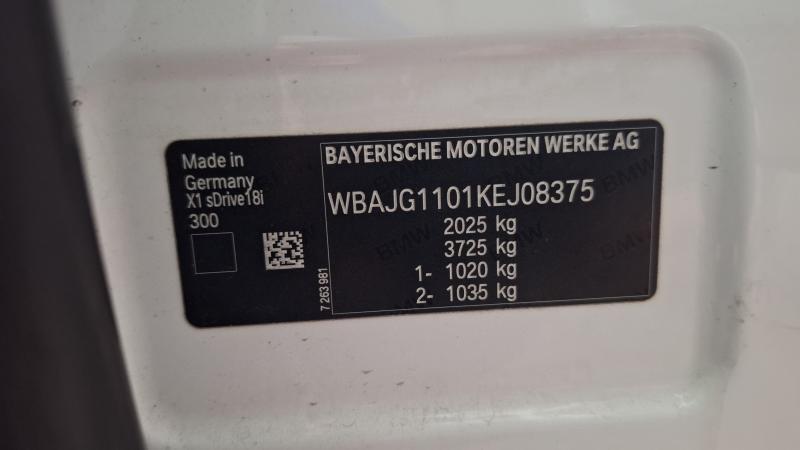 Made in
Germany
X1 sDrive18i
300
7 263 981
BAYERISCHE MOTOREN WERKE AG
WBAJG1101KEJ08375
2025 kg
3725 kg
1- 1020 kg
2- 1035 kg